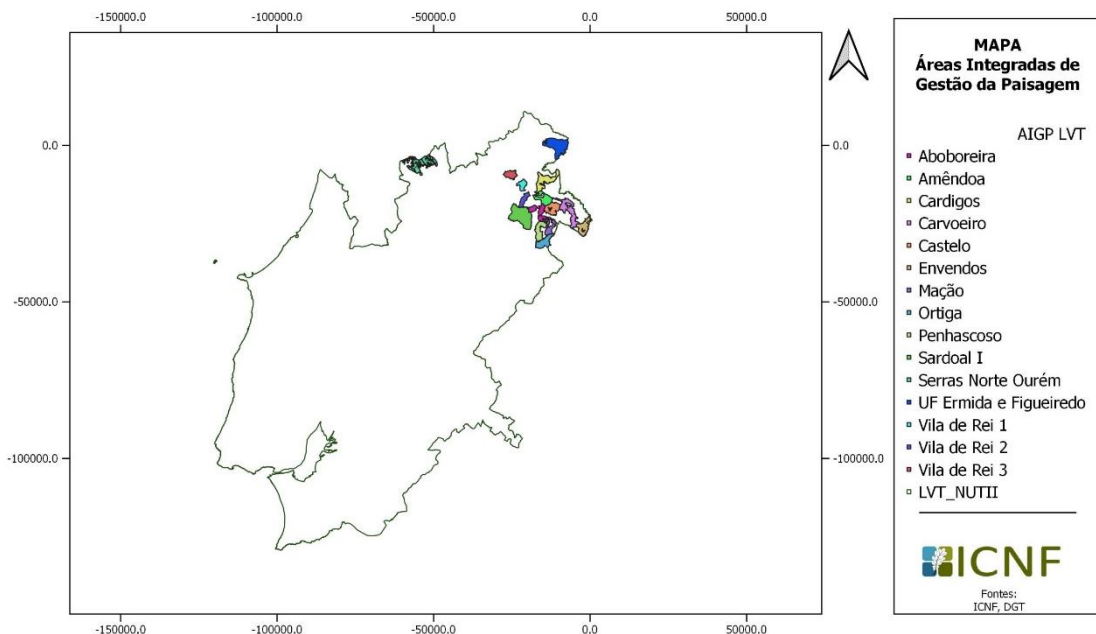 -150000.0 -100000.0 -50000.0 0.0 50000.0
0.0 0.0
-50000.0 -50000.0
-100000.0 -100000.0
-150000.0 -100000.0 -50000.0 0.0 50000.0
MAPA
Áreas Integradas de
Gestão da Paisagem
AIGP LVT
Aboboreira
Amêndoa
Cardigos
Carvoeiro
Castelo
Envendos
Mação
Ortiga
Penhascoso
Sardoal I
Serras Norte Ourém
UF Ermida e Figueiredo
Vila de Rei 1
Vila de Rei 2
Vila de Rei 3
LVT_NUTII
ICNF
Fontes:
ICNF, DGT